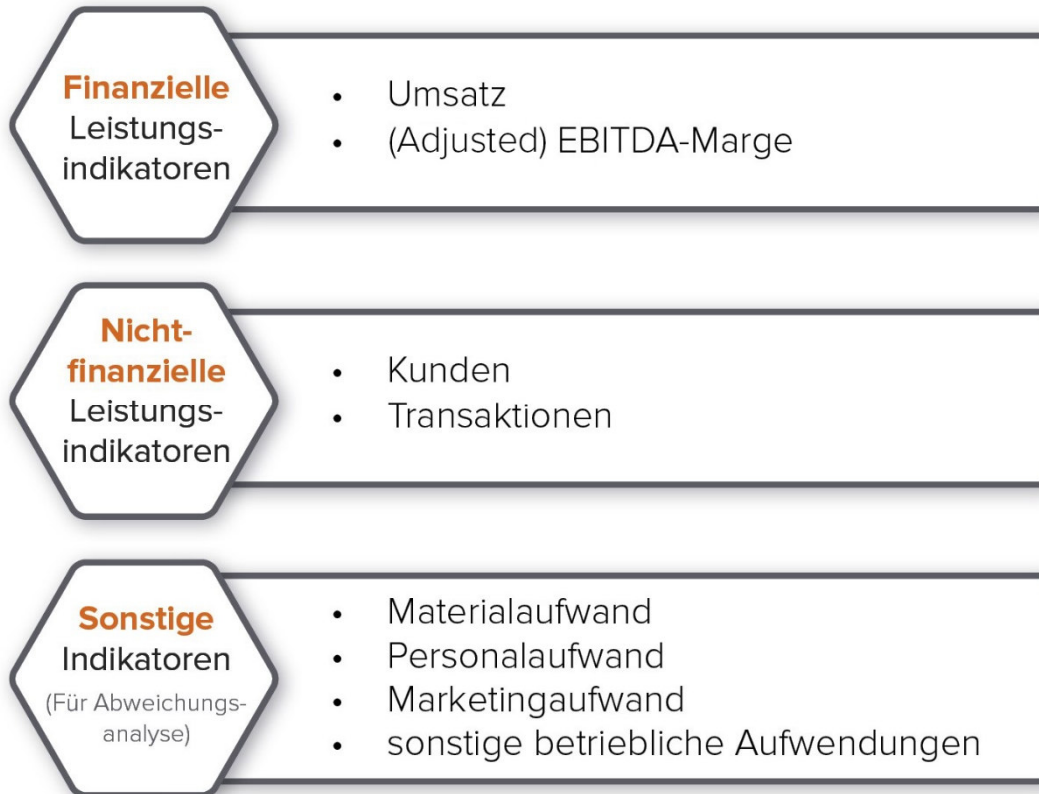 Finanzielle
Leistungs-
indikatoren
• Umsatz
• (Adjusted) EBITDA-Marge
Nicht-
finanzielle
Leistungs-
indikatoren
• Kunden
• Transaktionen
Sonstige
Indikatoren
(Für Abweichungs-
analyse)
• Materialaufwand
• Personalaufwand
• Marketingaufwand
• sonstige betriebliche Aufwendungen